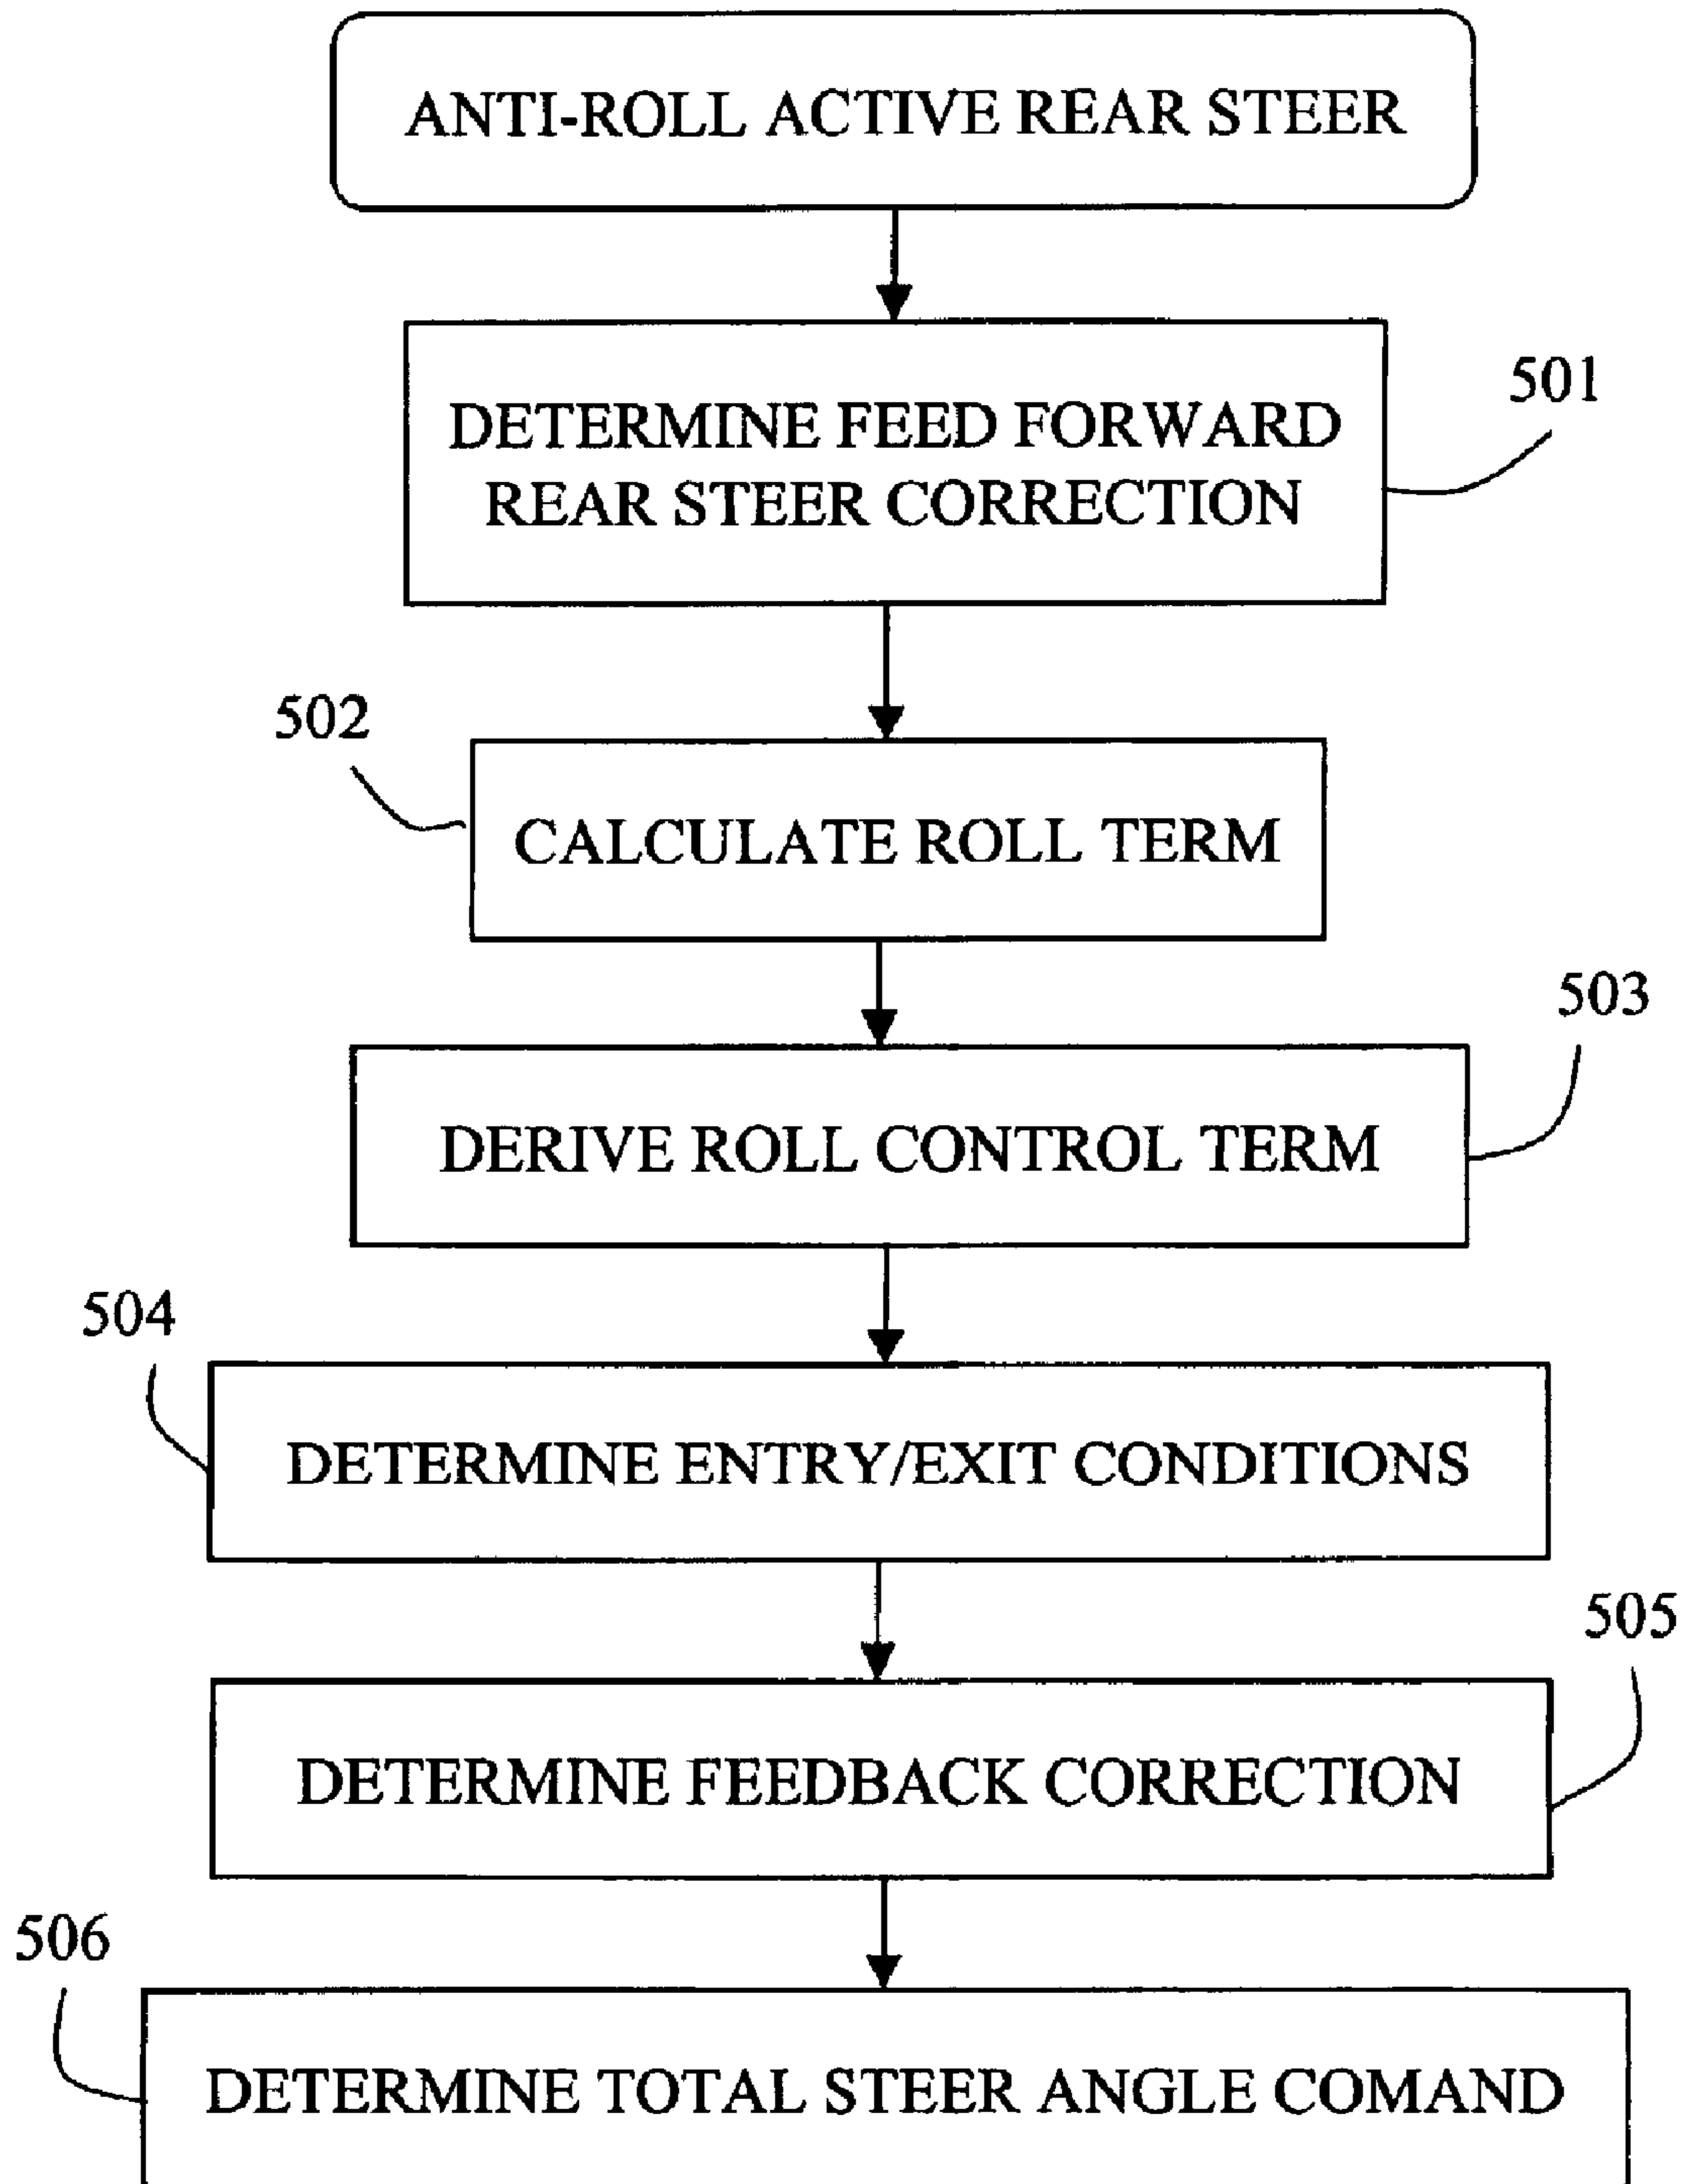 ANTI-ROLL ACTIVE REAR STEER
501
DETERMINE FEED FORWARD
REAR STEER CORRECTION
502
CALCULATE ROLL TERM
503
DERIVE ROLL CONTROL TERM
504
DETERMINE ENTRY/EXIT CONDITIONS
505
DETERMINE FEEDBACK CORRECTION
506
DETERMINE TOTAL STEER ANGLE COMAND